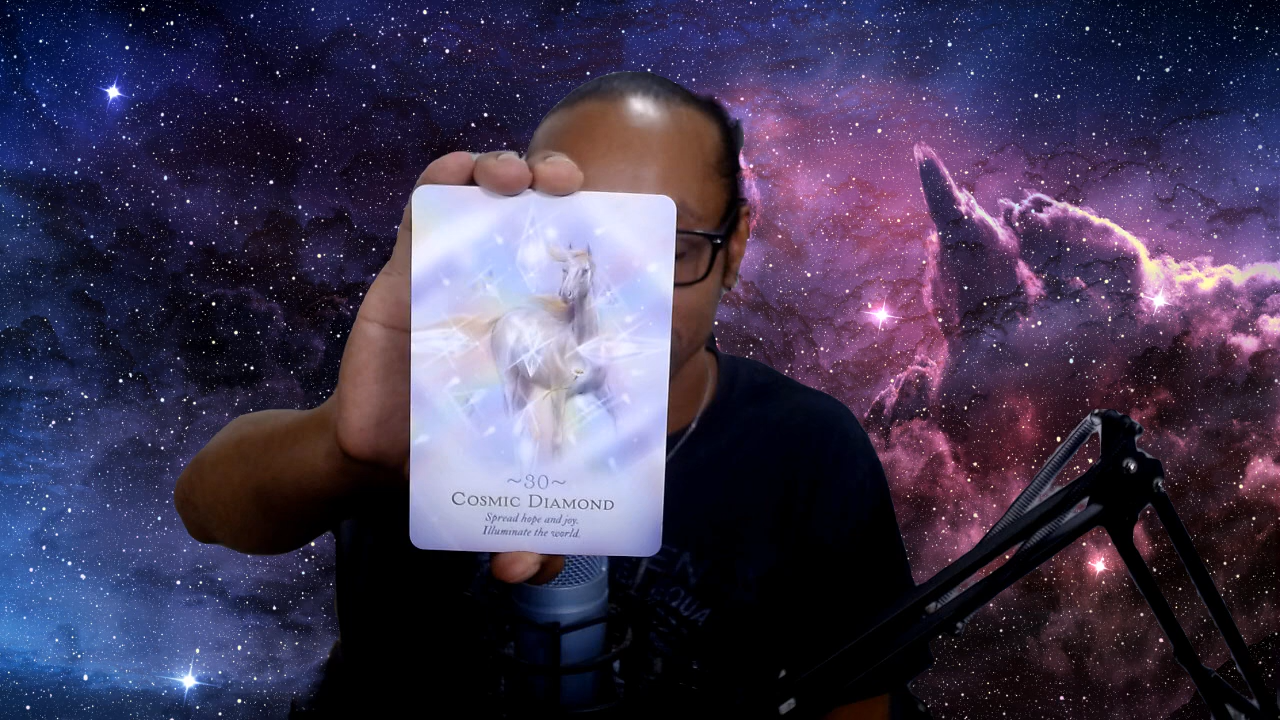 ~30~
Cosmic Diamond
Spread hope and joy.
Illuminate the world.